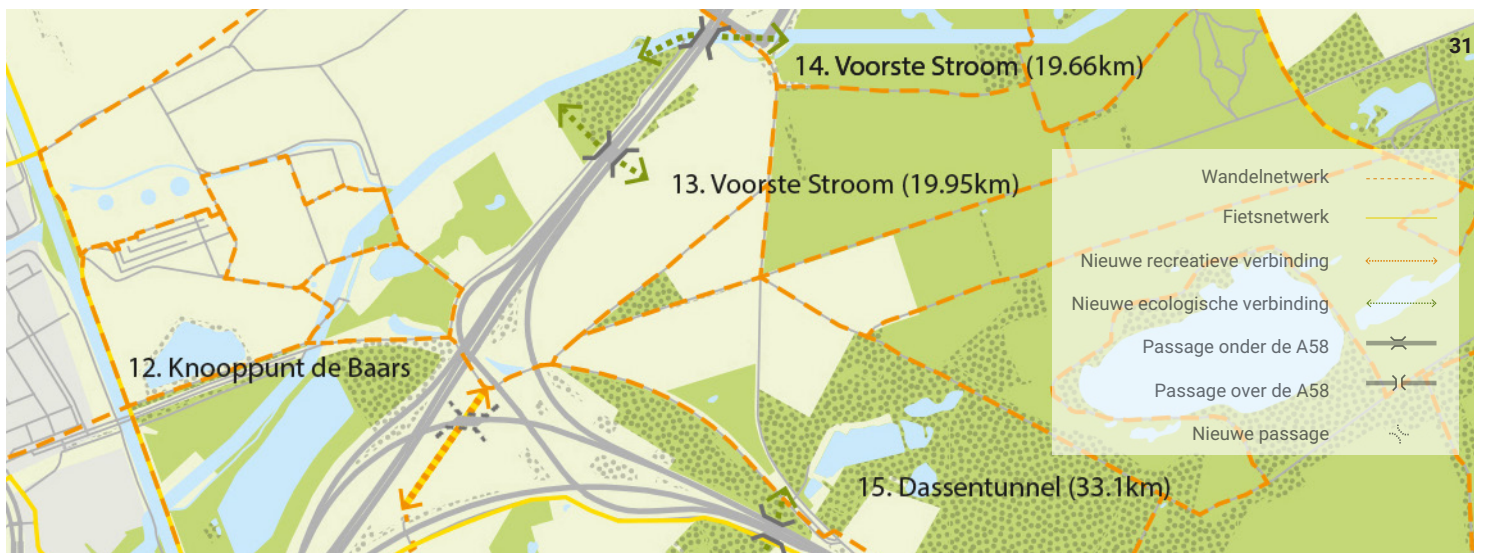 31
14. Voorste Stroom (19.66km)
13. Voorste Stroom (19.95km)
Wandelnetwerk
Fietsnetwerk
Nieuwe recreatieve verbinding
Nieuwe ecologische verbinding
Passage onder de A58
Passage over de A58
Nieuwe passage
12. Knooppunt de Baars
15. Dassentunnel (33.1km)